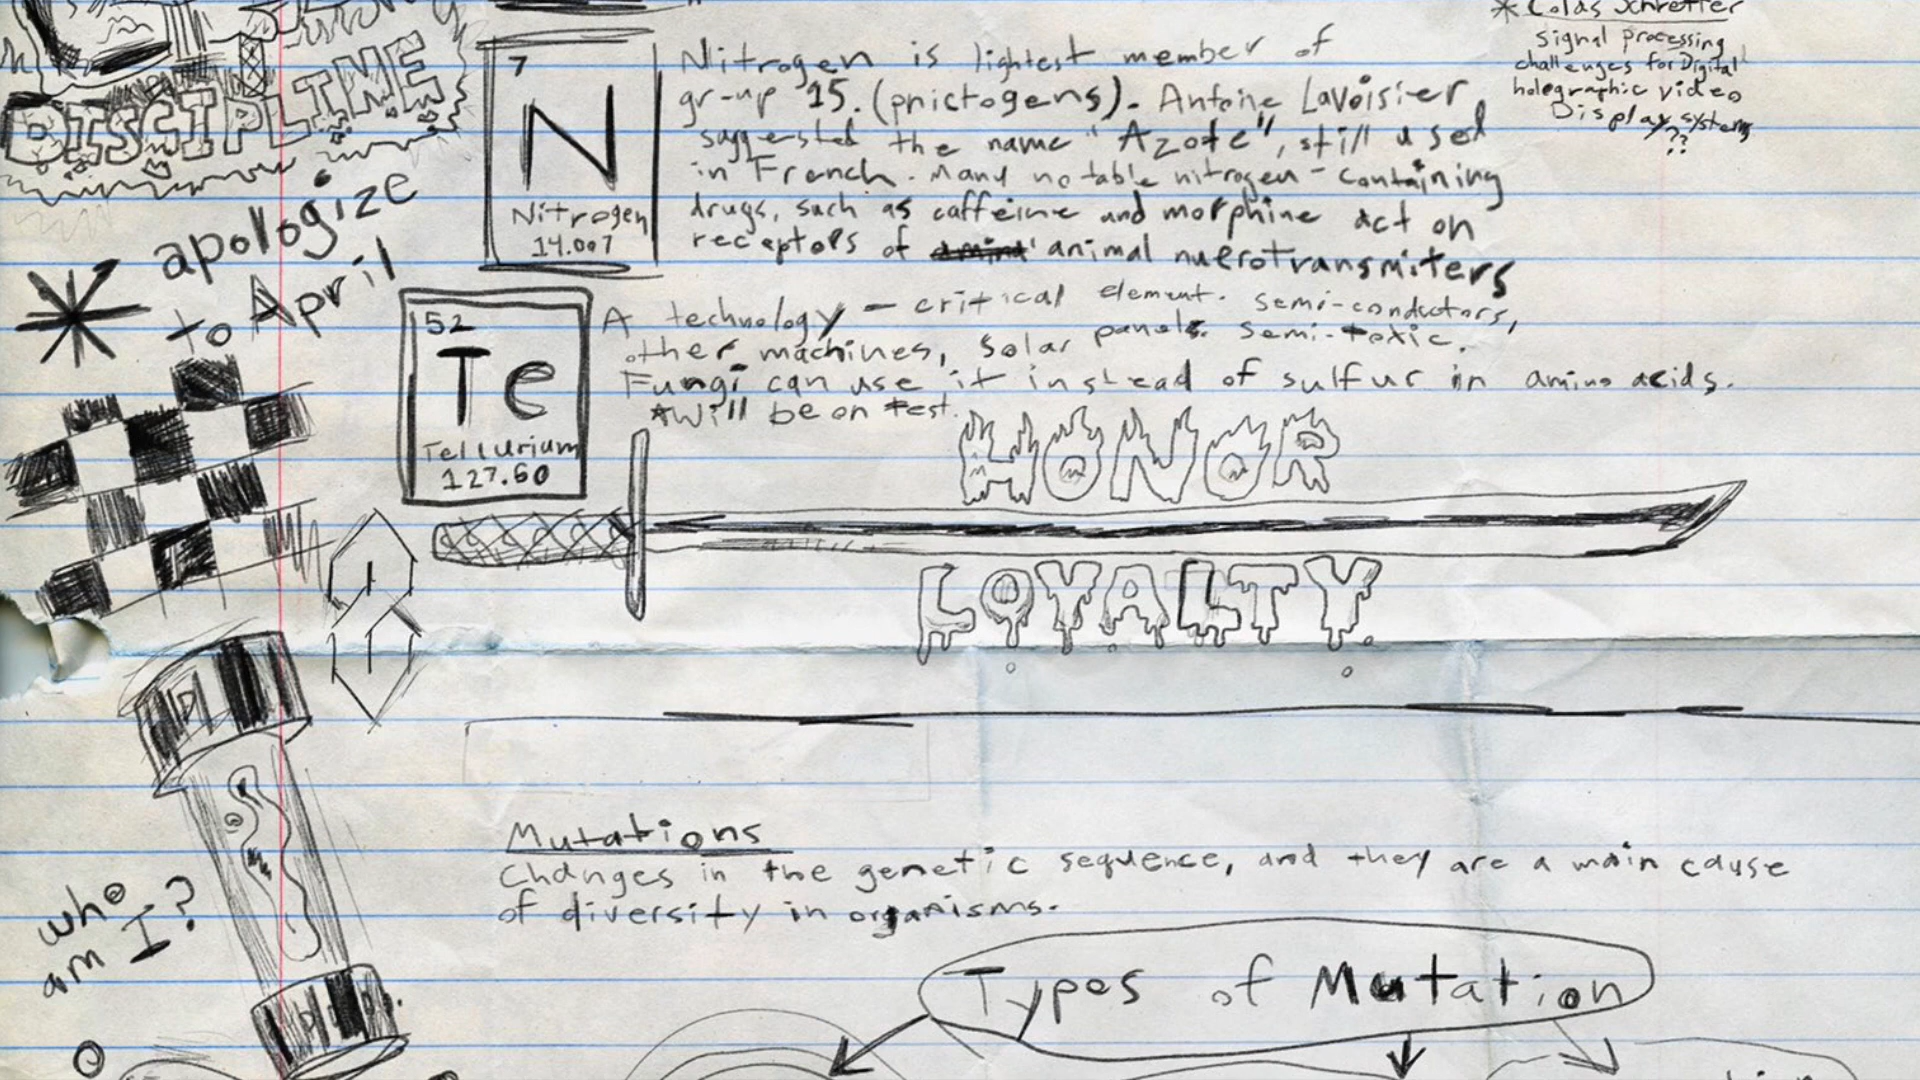 DISCIPLINE
* apologize
to April
7
N
Nitrogen
14.007
Nitrogen is lightest member of
group 15. (pnictogens). Antoine Lavoisier
suggested the name "Azote", still used
in French. Many notable nitrogen-containing
drugs, such as caffeine and morphine act on
receptors of animal nuerotransmiters
* Colas Schretter
Signal processing
challenges for Digital
holographic video
Display systems
??
52
Te
Tellurium
127.60
A technology - critical element. semi-conductors,
other machines, solar panels. semi-toxic.
Fungi can use it instead of sulfur in amino acids.
*Will be on test.
HONOR
LOYALTY
Mutations
Changes in the genetic sequence, and they are a main cause
of diversity in organisms.
who
am I?
Types of Mutation